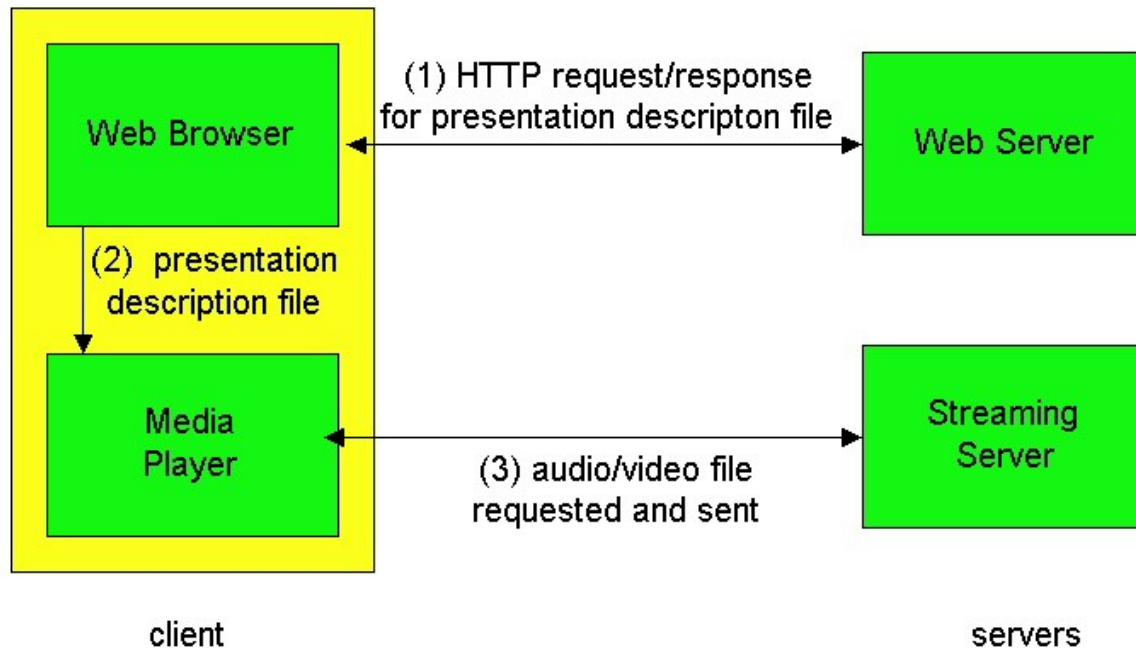 Web Browser
(1) HTTP request/response
for presentation descripton file
Web Server
(2) presentation
description file
Media
Player
(3) audio/video file
requested and sent
Streaming
Server
client
servers